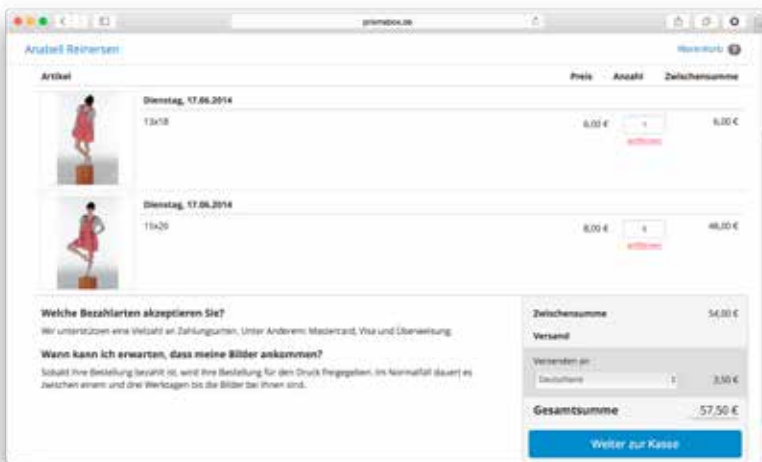 Anabell Reinersen
Warenkorb
Artikel Preis Anzahl Zwischensumme
Dienstag, 17.06.2014
13x18 6,00 € 1 6,00 €
entfernen
Dienstag, 17.06.2014
15x20 8,00 € 48,00 €
entfernen
Welche Bezahlarten akzeptieren Sie?
Wir unterstützen eine Vielzahl an Zahlungsarten. Unter Anderem: Mastercard, Visa und Überweisung.
Wann kann ich erwarten, dass meine Bilder ankommen?
Sobald Ihre Bestellung bezahlt ist, wird Ihre Bestellung für den Druck freigegeben. Im Normalfall dauert es
zwischen einem und drei Werktagen bis die Bilder bei Ihnen sind.
Zwischensumme 54,00 €
Versand
Versenden an
Deutschland 3,50 €
Gesamtsumme 57,50 €
Weiter zur Kasse